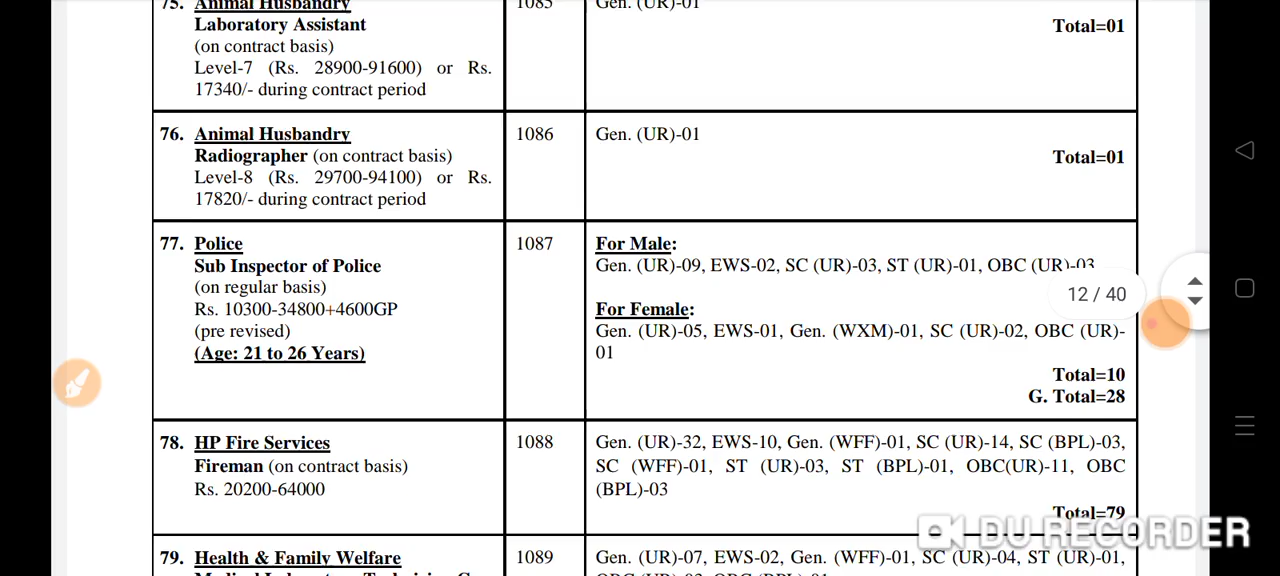 75. Animal Husbandry
Laboratory Assistant
(on contract basis)
Level-7 (Rs. 28900-91600) or Rs.
17340/- during contract period
1085
Gen. (UR)-01
Total=01
76. Animal Husbandry
Radiographer (on contract basis)
Level-8 (Rs. 29700-94100) or Rs.
17820/- during contract period
1086
Gen. (UR)-01
Total=01
77. Police
Sub Inspector of Police
(on regular basis)
Rs. 10300-34800+4600GP
(pre revised)
(Age: 21 to 26 Years)
1087
For Male:
Gen. (UR)-09, EWS-02, SC (UR)-03, ST (UR)-01, OBC (UR)-03
12 / 40
For Female:
Gen. (UR)-05, EWS-01, Gen. (WXM)-01, SC (UR)-02, OBC (UR)-
01
Total=10
G. Total=28
78. HP Fire Services
Fireman (on contract basis)
Rs. 20200-64000
1088
Gen. (UR)-32, EWS-10, Gen. (WFF)-01, SC (UR)-14, SC (BPL)-03,
SC (WFF)-01, ST (UR)-03, ST (BPL)-01, OBC(UR)-11, OBC
(BPL)-03
Total=79
DU RECORDER
79. Health & Family Welfare
1089
Gen. (UR)-07, EWS-02, Gen. (WFF)-01, SC (UR)-04, ST (UR)-01,